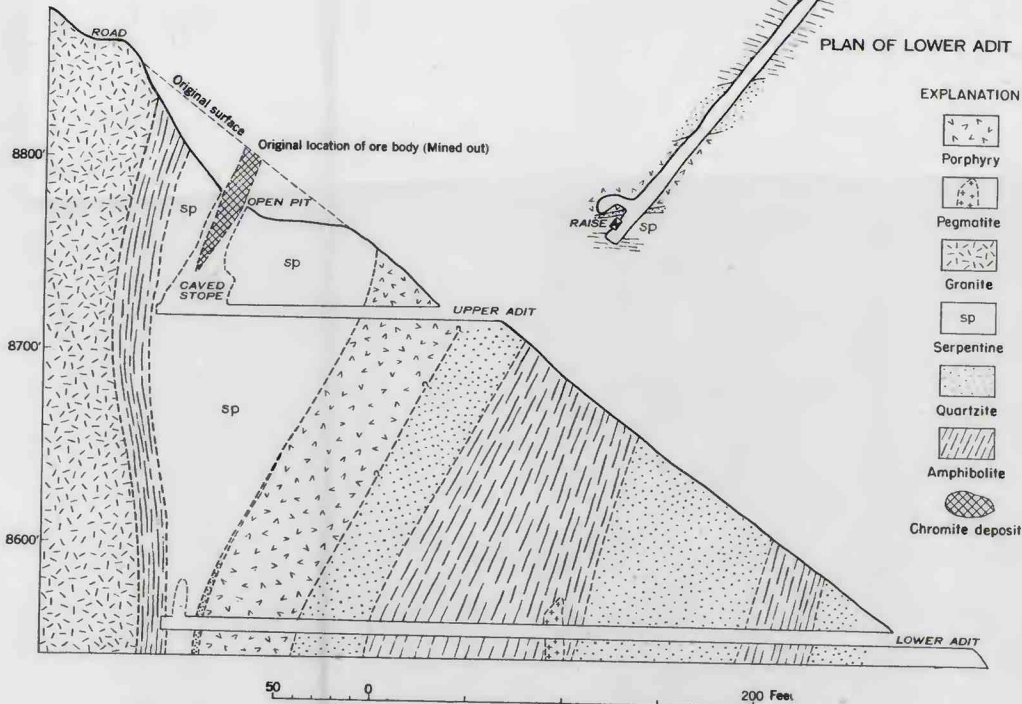 ROAD
Original surface
Original location of ore body (Mined out)
8800'
sp
OPEN PIT
sp
CAVED
STOPE
UPPER ADIT
8700'
sp
?
?
8600'
LOWER ADIT
50 0 200 Feet
PLAN OF LOWER ADIT
RAISE
sp
EXPLANATION
Porphyry
Pegmatite
Granite
sp
Serpentine
Quartzite
Amphibolite
Chromite deposit